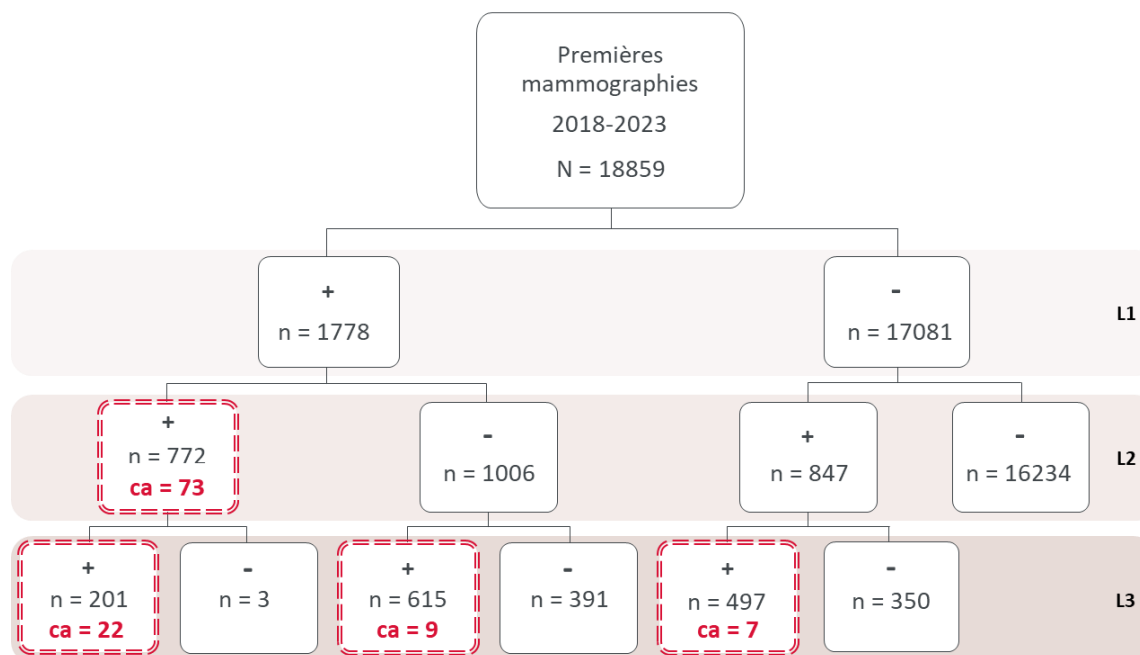 Premières
mammographies
2018-2023
N = 18859
+
n = 1778
-
n = 17081
L1
+
n = 772
ca = 73
-
n = 1006
+
n = 847
-
n = 16234
L2
+
n = 201
ca = 22
-
n = 3
+
n = 615
ca = 9
-
n = 391
+
n = 497
ca = 7
-
n = 350
L3